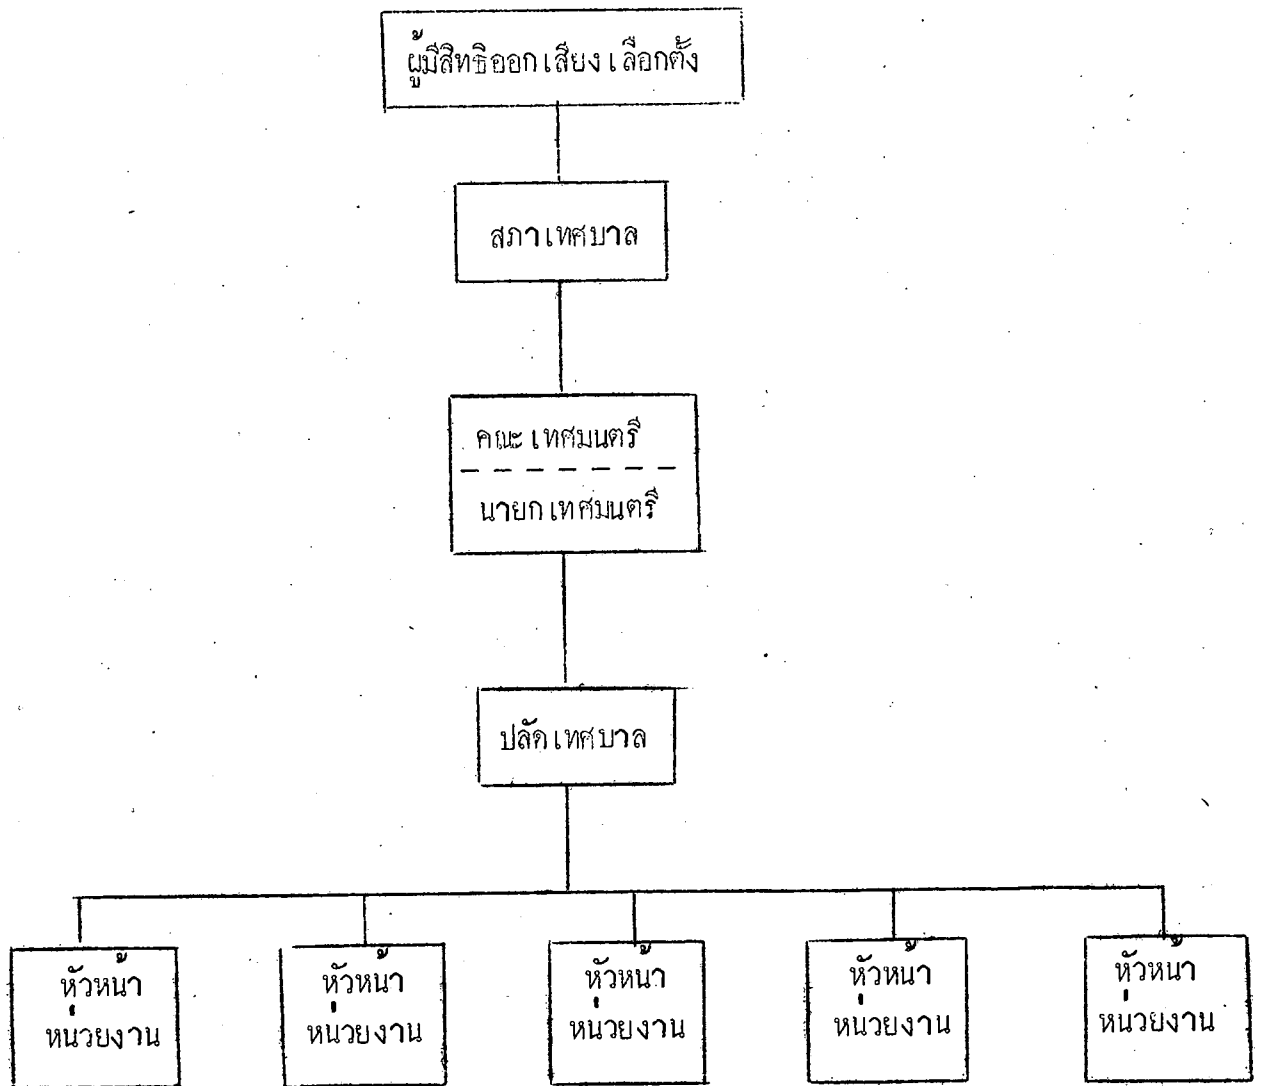 ผู้มีสิทธิออกเสียงเลือกตั้ง
สภาเทศบาล
คณะเทศมนตรี
นายกเทศมนตรี
ปลัดเทศบาล
หัวหน้า
หน่วยงาน
หัวหน้า
หน่วยงาน
หัวหน้า
หน่วยงาน
หัวหน้า
หน่วยงาน
หัวหน้า
หน่วยงาน